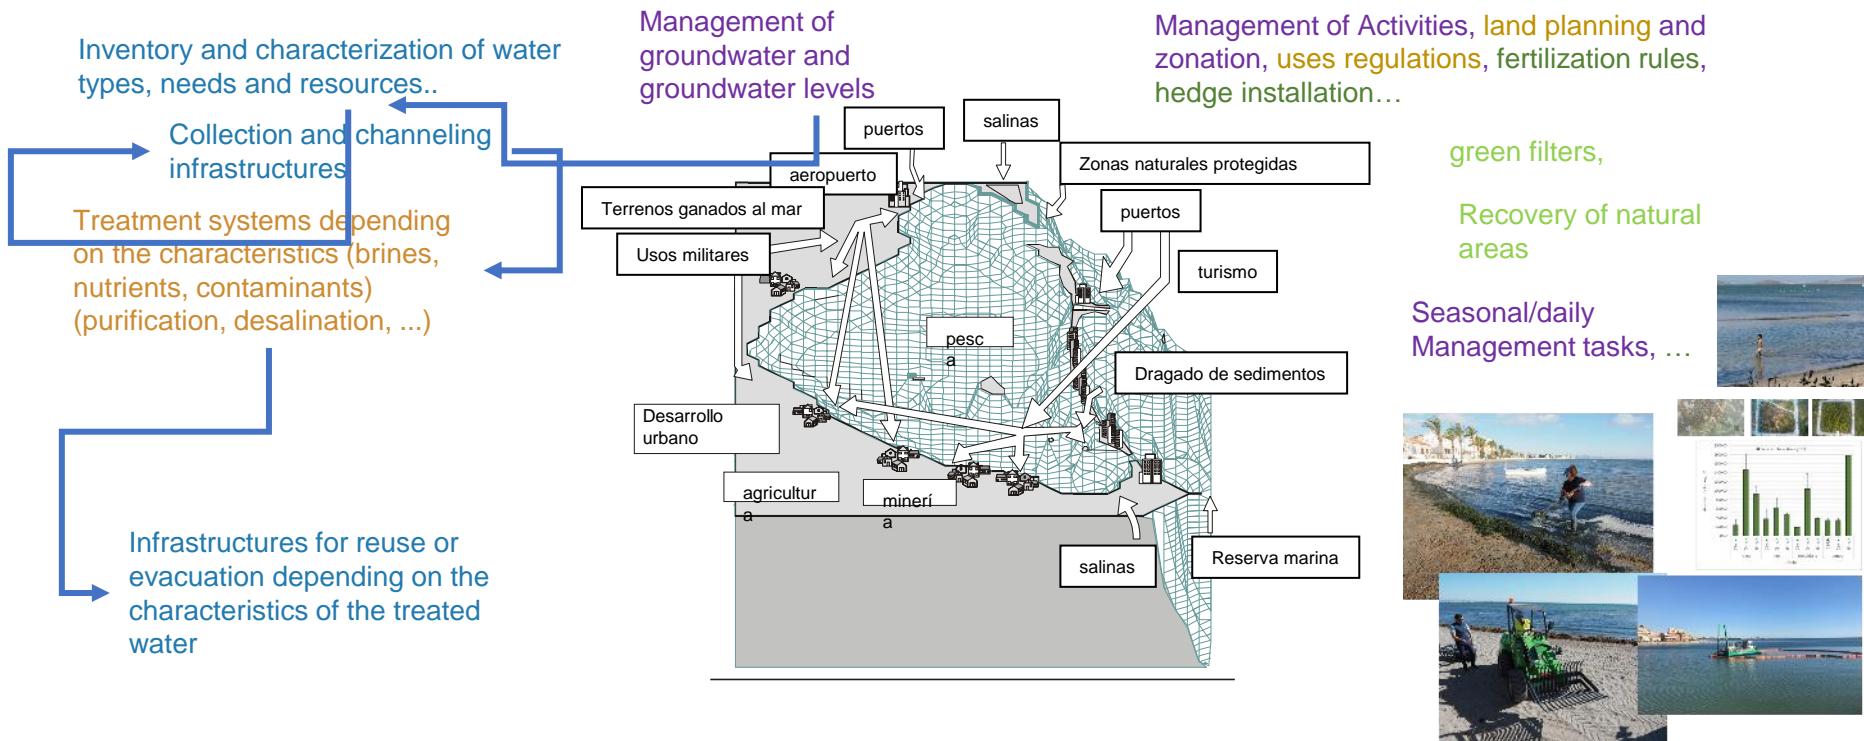 Inventory and characterization of water
types, needs and resources..
Collection and channeling
infrastructures
Treatment systems depending
on the characteristics (brines,
nutrients, contaminants)
(purification, desalination, ...)
Infrastructures for reuse or
evacuation depending on the
characteristics of the treated
water
Management of
groundwater and
groundwater levels
Management of Activities, land planning and
zonation, uses regulations, fertilization rules,
hedge installation…
green filters,
Recovery of natural
areas
Seasonal/daily
Management tasks, …
puertos
salinas
aeropuerto
Zonas naturales protegidas
Terrenos ganados al mar
puertos
Usos militares
turismo
pesc
a
Dragado de sedimentos
Desarrollo
urbano
agricultur
a
minerí
a
salinas
Reserva marina